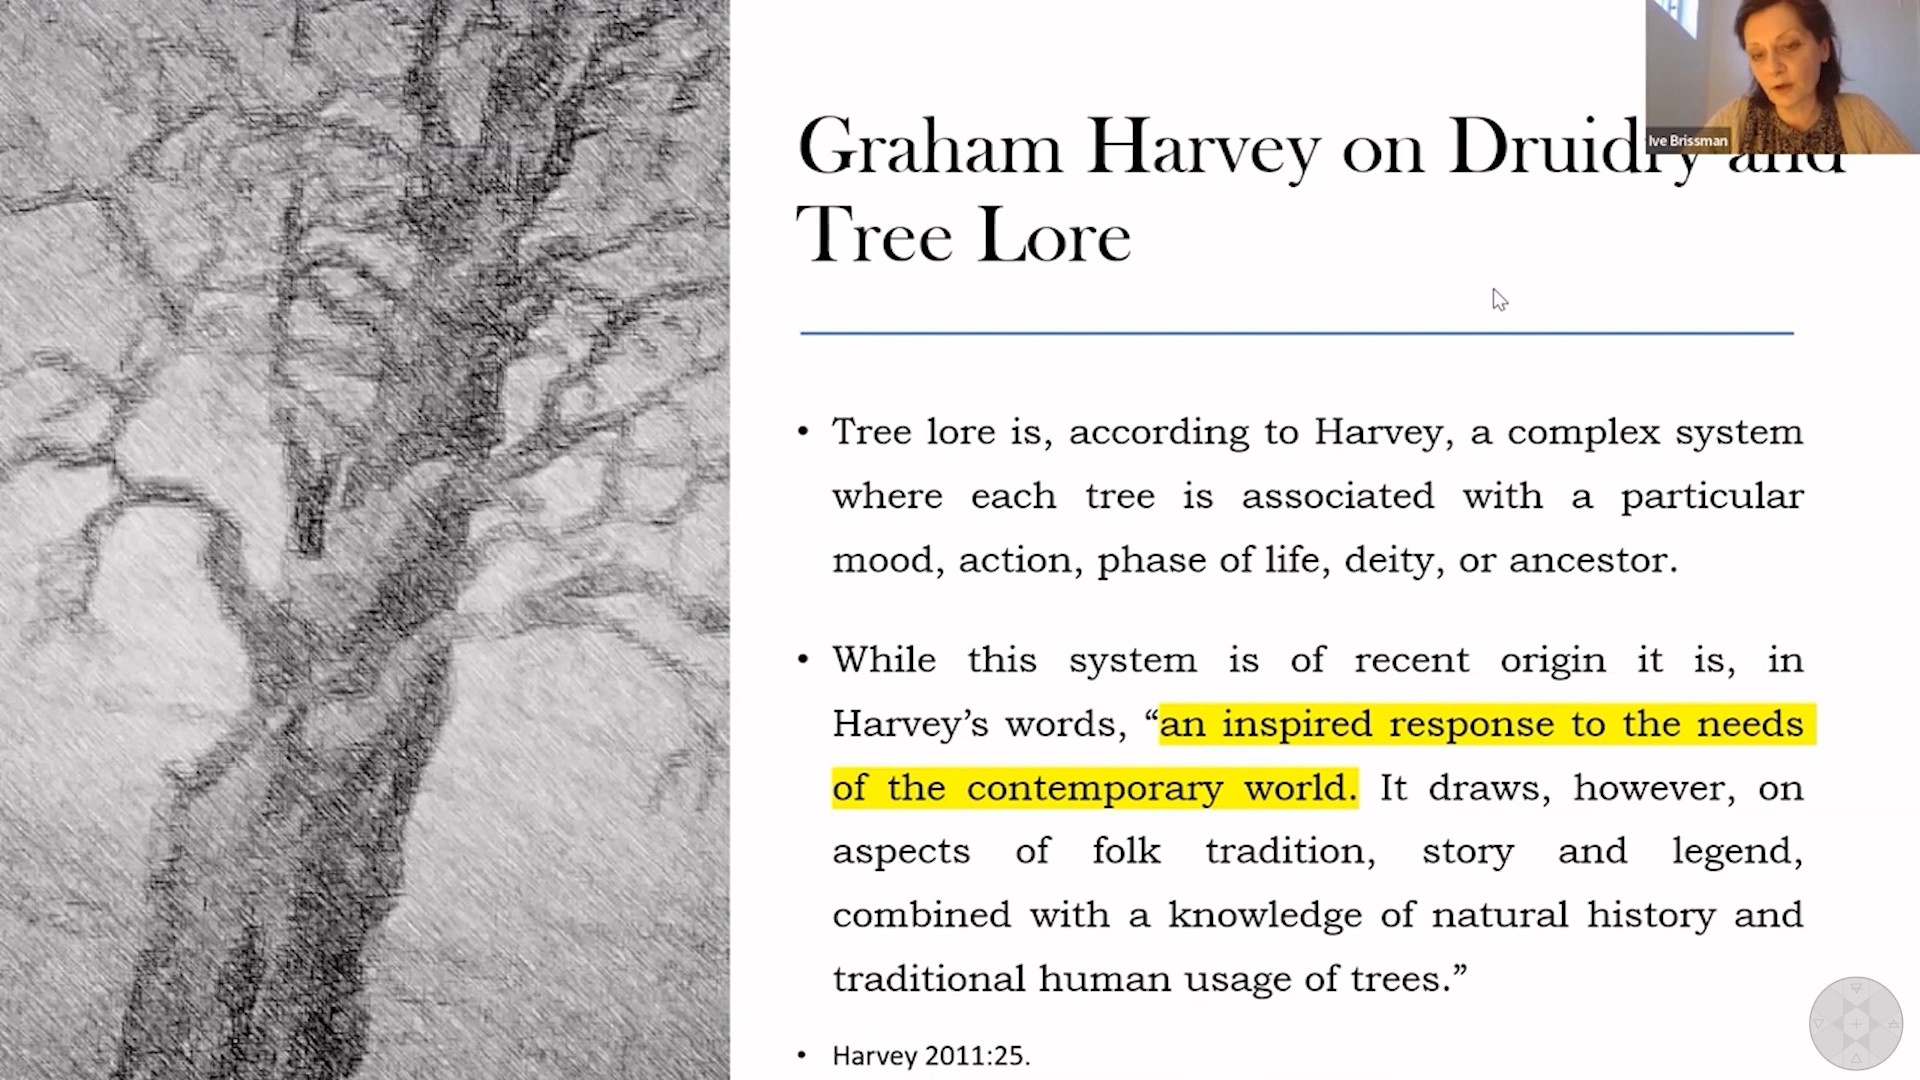 Ive Brissman
Graham Harvey on Druidry and
Tree Lore
• Tree lore is, according to Harvey, a complex system
where each tree is associated with a particular
mood, action, phase of life, deity, or ancestor.
• While this system is of recent origin it is, in
Harvey’s words, “an inspired response to the needs
of the contemporary world. It draws, however, on
aspects of folk tradition, story and legend,
combined with a knowledge of natural history and
traditional human usage of trees.”
• Harvey 2011:25.